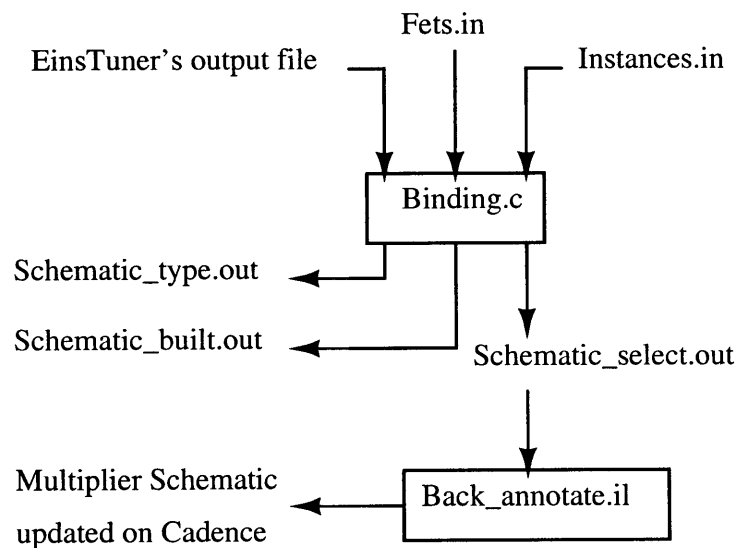 Fets.in
EinsTuner's output file
Instances.in
Binding.c
Schematic_type.out
Schematic_built.out
Schematic_select.out
Multiplier Schematic
updated on Cadence
Back_annotate.il